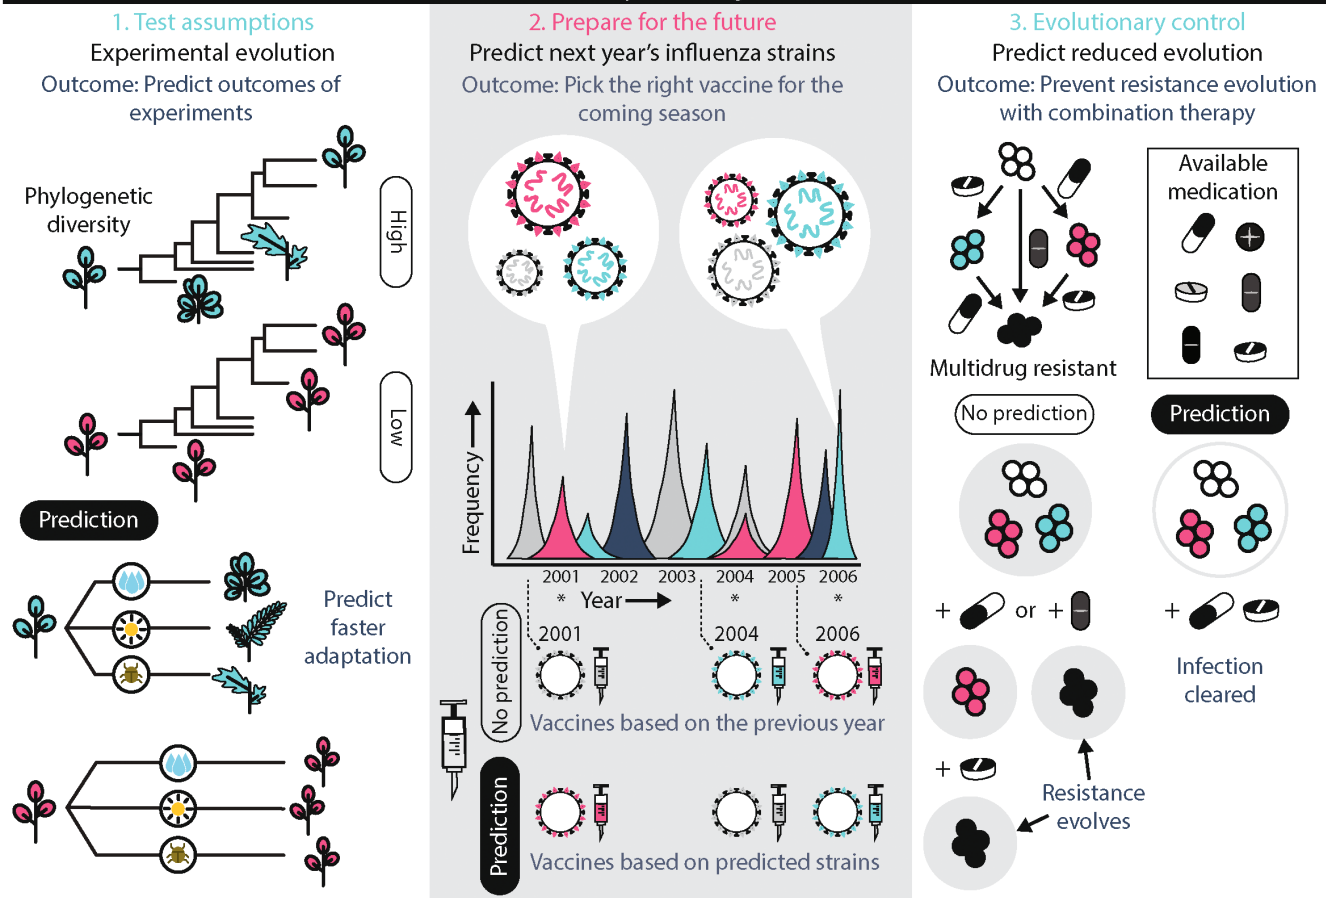 1. Test assumptions
Experimental evolution
Outcome: Predict outcomes of
experiments
Phylogenetic
diversity
High
Low
Prediction
Predict
faster
adaptation
2. Prepare for the future
Predict next year's influenza strains
Outcome: Pick the right vaccine for the
coming season
Frequency
2001 2002 2003 2004 2005 2006
* Year * *
No prediction
2001 2004 2006
Vaccines based on the previous year
Prediction
Vaccines based on predicted strains
3. Evolutionary control
Predict reduced evolution
Outcome: Prevent resistance evolution
with combination therapy
Available
medication
Multidrug resistant
No prediction
Prediction
+ or +
+
Infection
cleared
+
Resistance
evolves